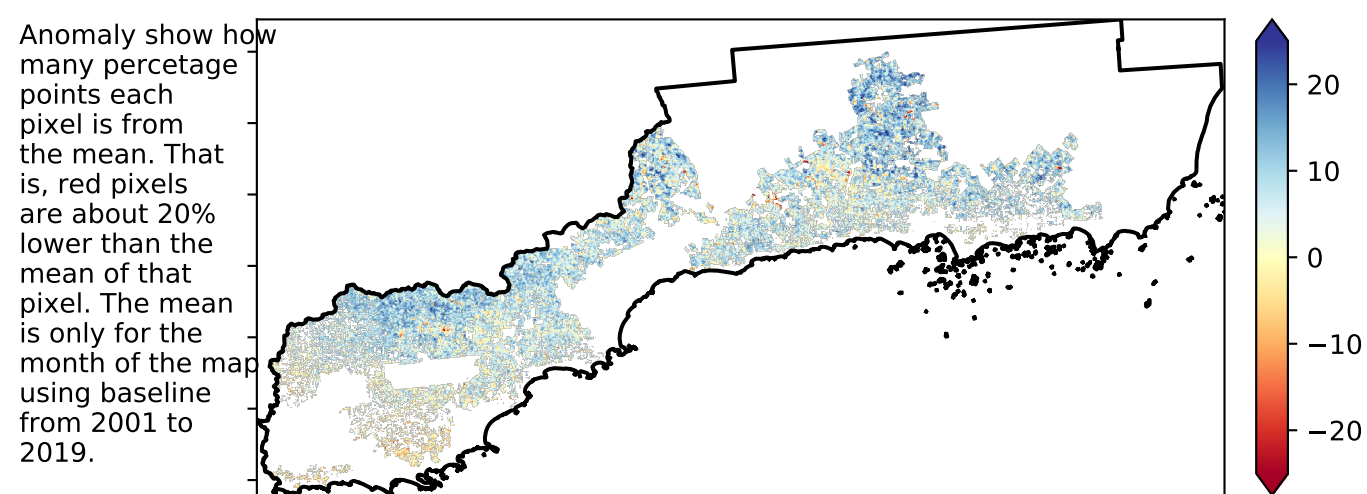 Anomaly show how
many percetage
points each
pixel is from
the mean. That
is, red pixels
are about 20%
lower than the
mean of that
pixel. The mean
is only for the
month of the map
using baseline
from 2001 to
2019.
20
10
0
−10
−20